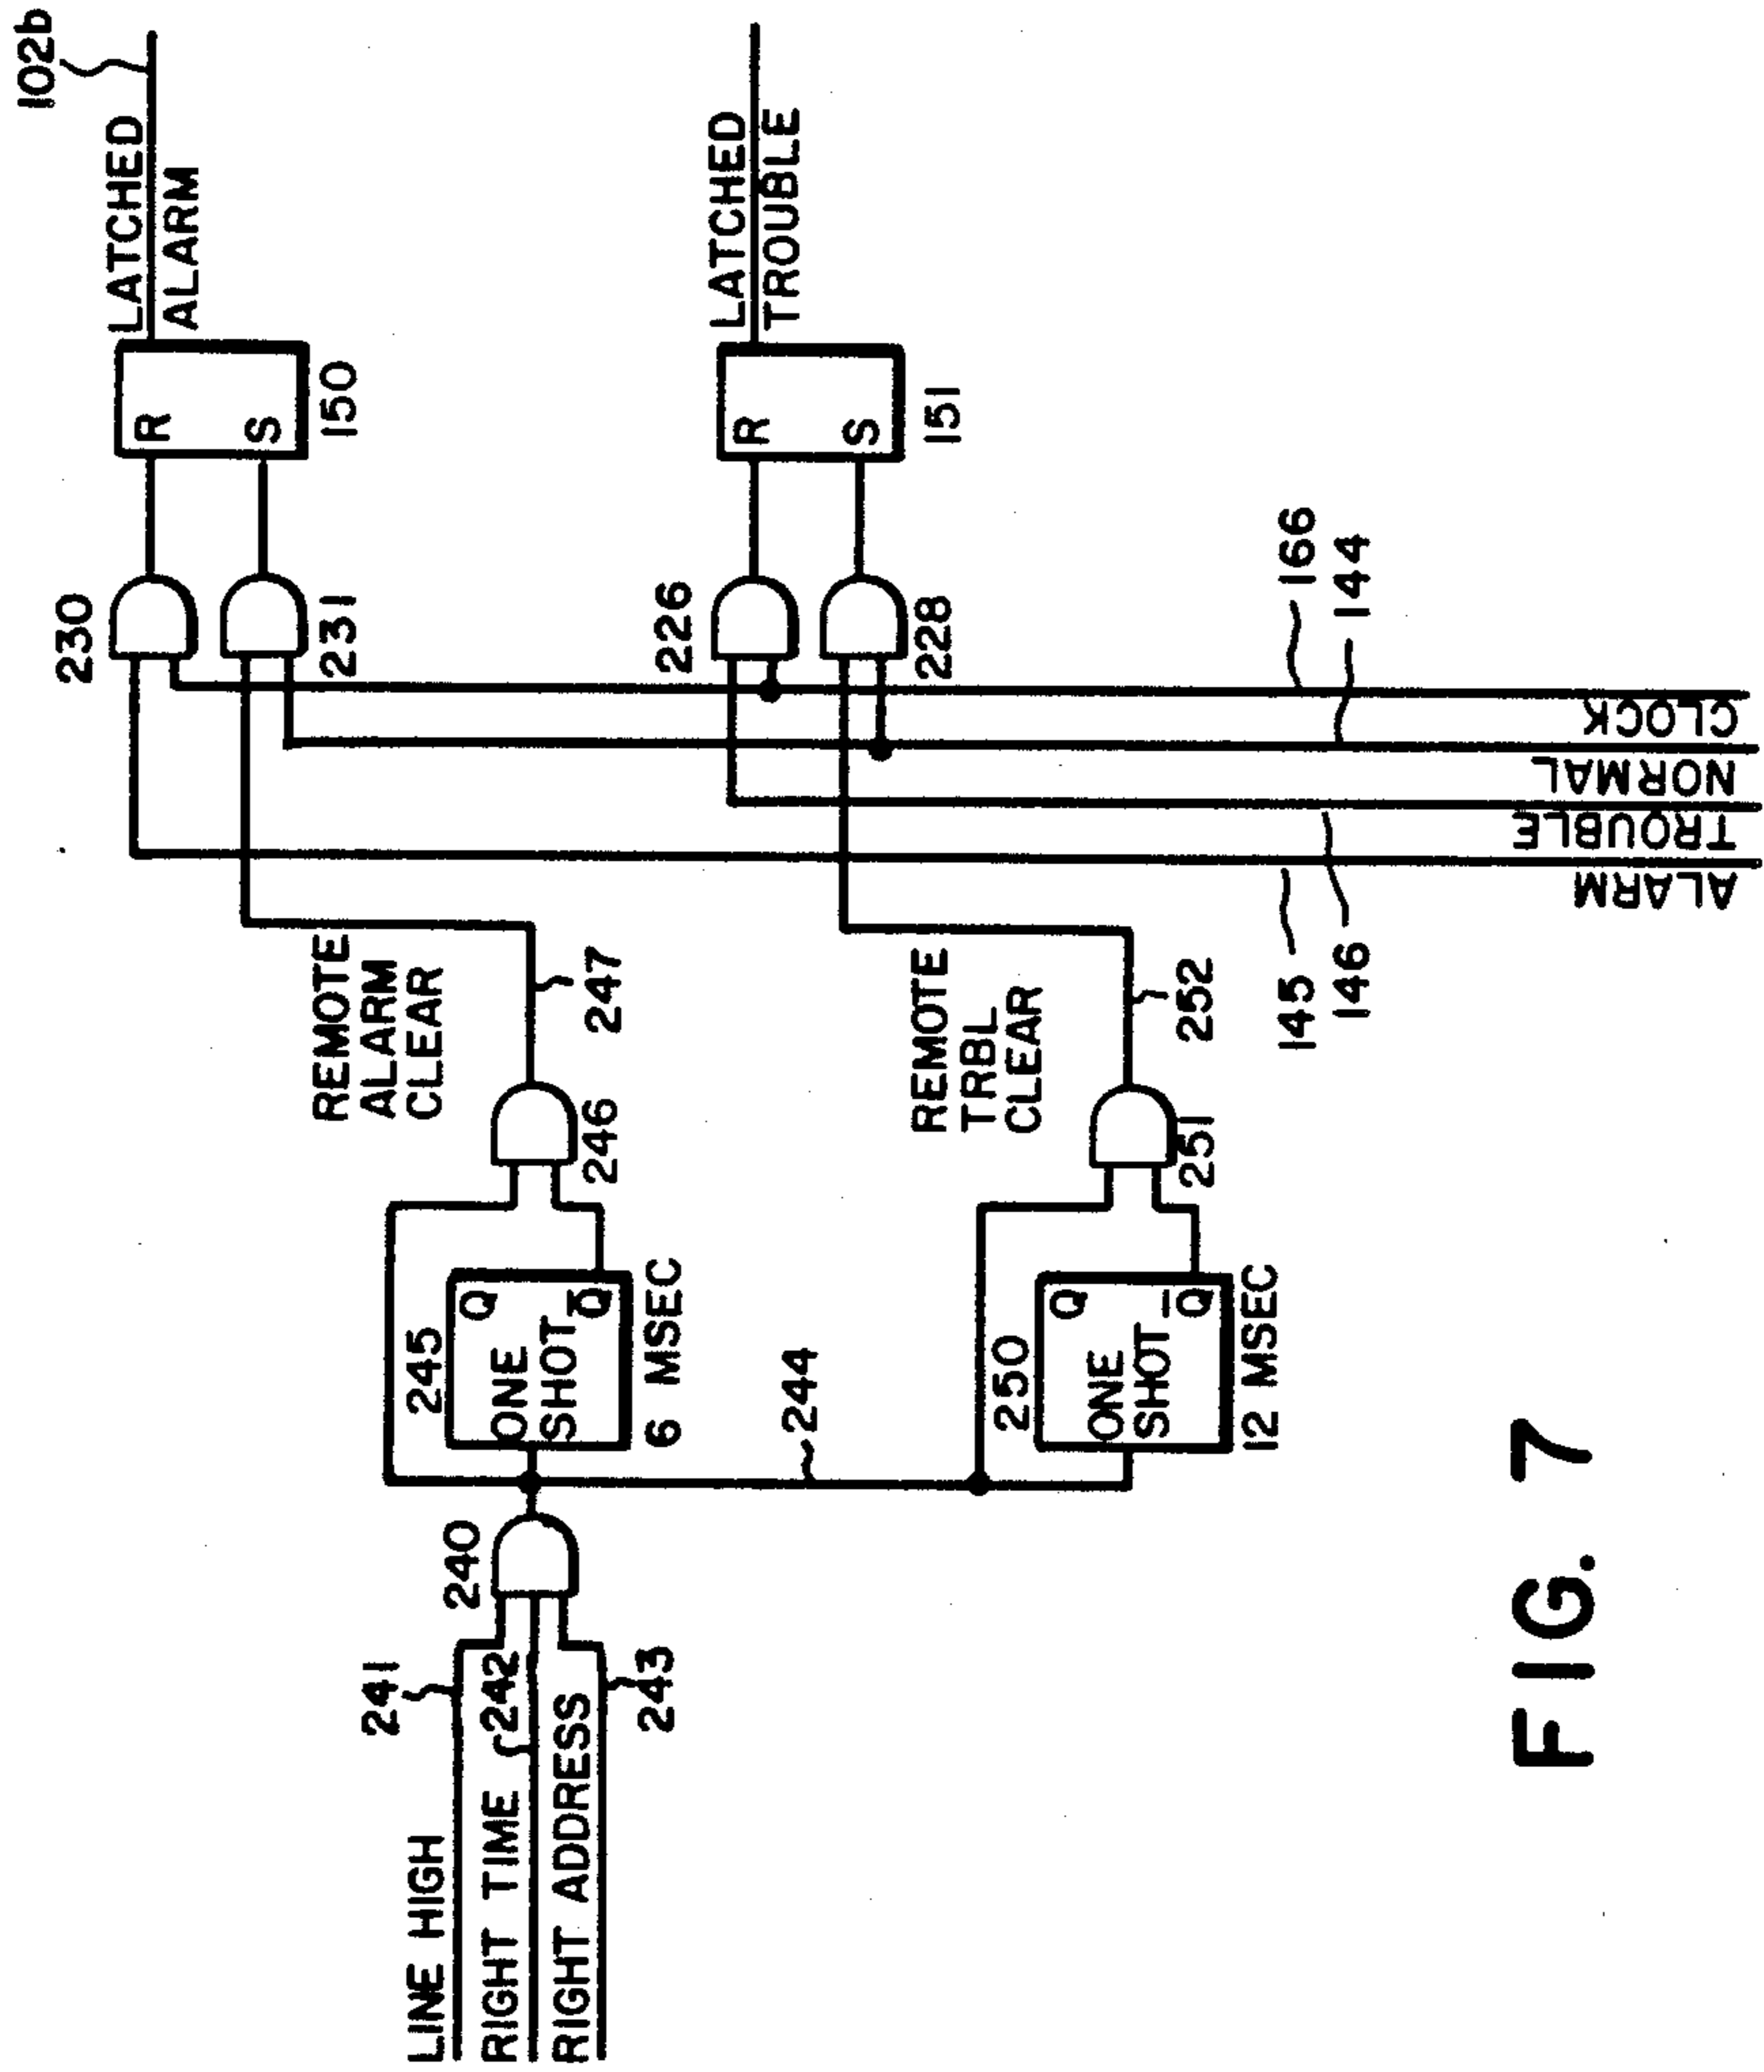 102b
LATCHED
ALARM
230
R
S
150
231
LATCHED
TROUBLE
226
R
S
151
228
166
144
CLOCK
NORMAL
TROUBLE
ALARM
145
146
REMOTE
ALARM
CLEAR
247
246
REMOTE
TRBL
CLEAR
252
251
245
ONE
SHOT
Q
Q̅
6 MSEC
244
250
ONE
SHOT
Q
Q̅
12 MSEC
240
241
LINE HIGH
RIGHT TIME
242
RIGHT ADDRESS
243
FIG. 7